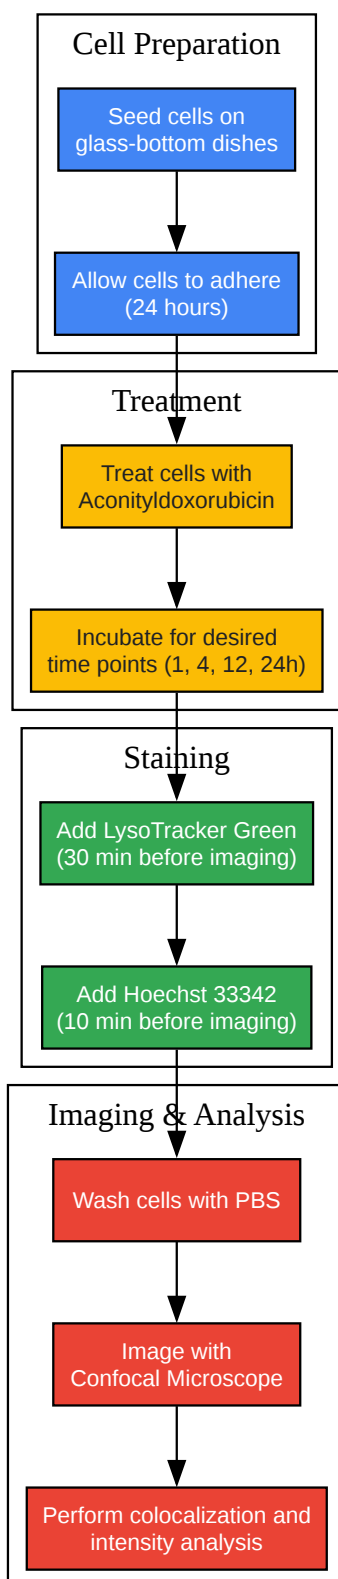 Cell Preparation
Seed cells on
glass-bottom dishes
Allow cells to adhere
(24 hours)
Treatment
Treat cells with
Aconityldoxorubicin
Incubate for desired
time points (1, 4, 12, 24h)
Staining
Add LysoTracker Green
(30 min before imaging)
Add Hoechst 33342
(10 min before imaging)
Imaging & Analysis
Wash cells with PBS
Image with
Confocal Microscope
Perform colocalization and
intensity analysis